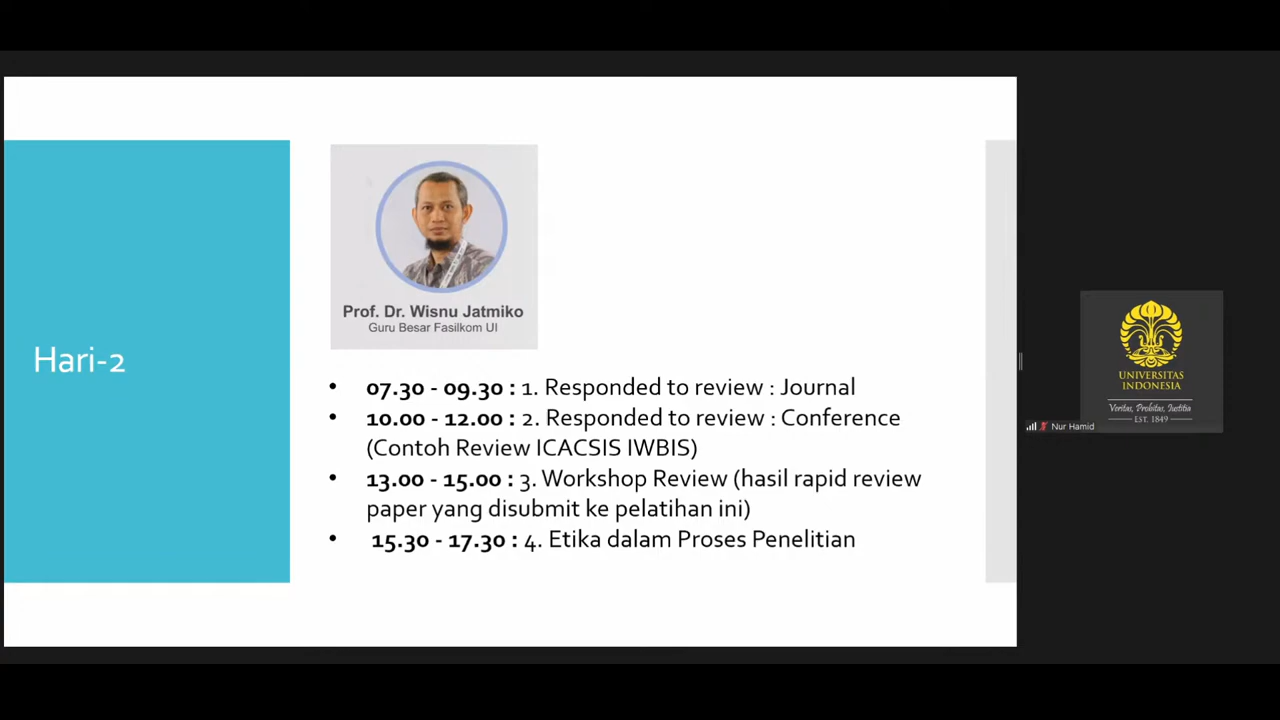 Prof. Dr. Wisnu Jatmiko
Guru Besar Fasilkom UI
Hari-2
• 07.30 - 09.30 : 1. Responded to review : Journal
• 10.00 - 12.00 : 2. Responded to review : Conference
(Contoh Review ICACSIS IWBIS)
• 13.00 - 15.00 : 3. Workshop Review (hasil rapid review
paper yang disubmit ke pelatihan ini)
• 15.30 - 17.30 : 4. Etika dalam Proses Penelitian
UNIVERSITAS
INDONESIA
Veritas, Probitas, Justitia
EST. 1849
Nur Hamid